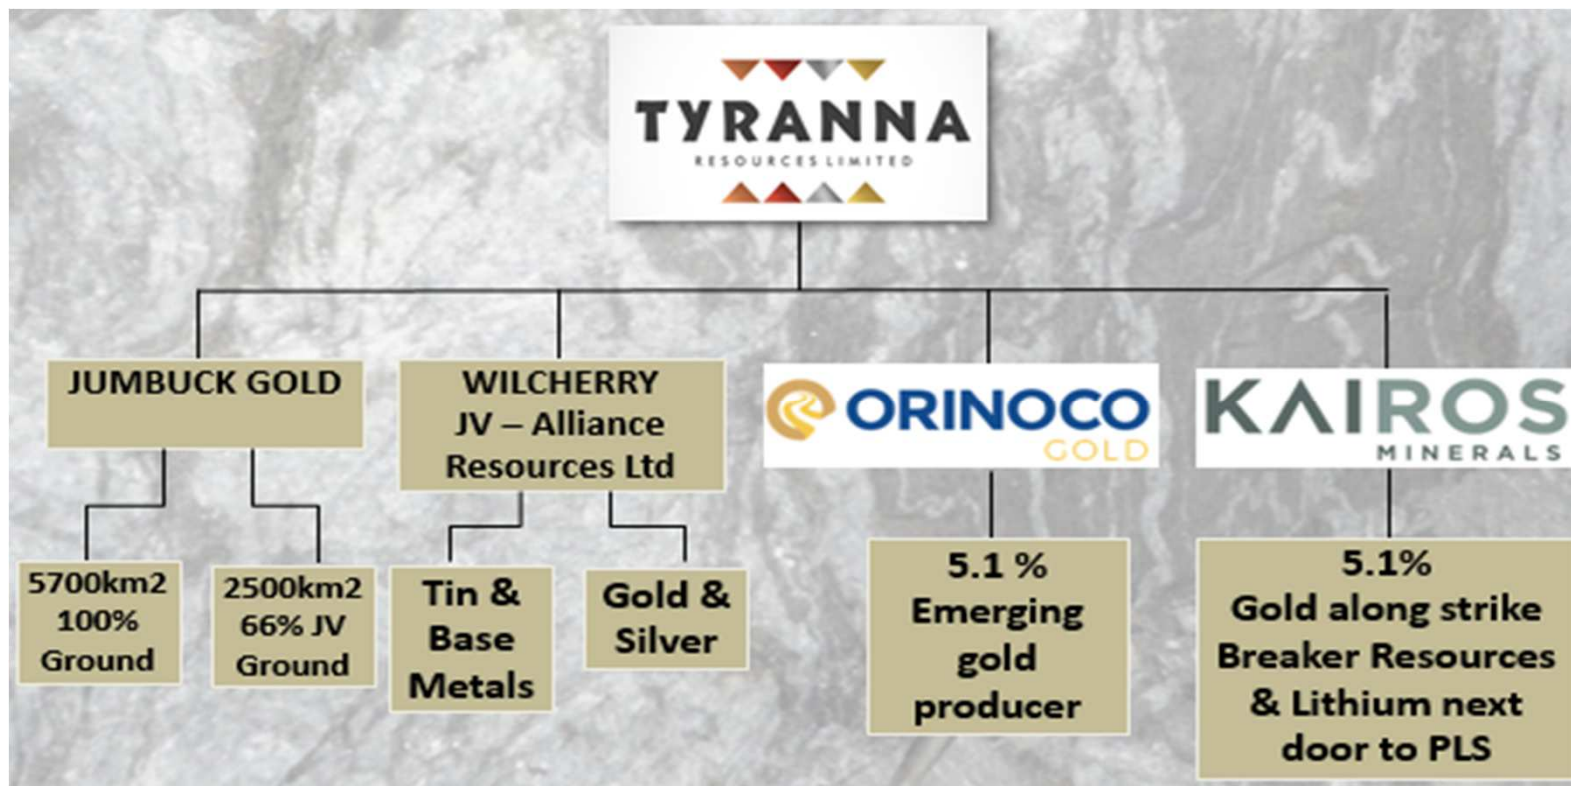 TYRANNA
RESOURCES LIMITED
JUMBUCK GOLD
WILCHERRY
JV – Alliance
Resources Ltd
ORINOCO
GOLD
KAIROS
MINERALS
5700km2
100%
Ground
2500km2
66% JV
Ground
Tin &
Base
Metals
Gold &
Silver
5.1 %
Emerging
gold
producer
5.1%
Gold along strike
Breaker Resources
& Lithium next
door to PLS